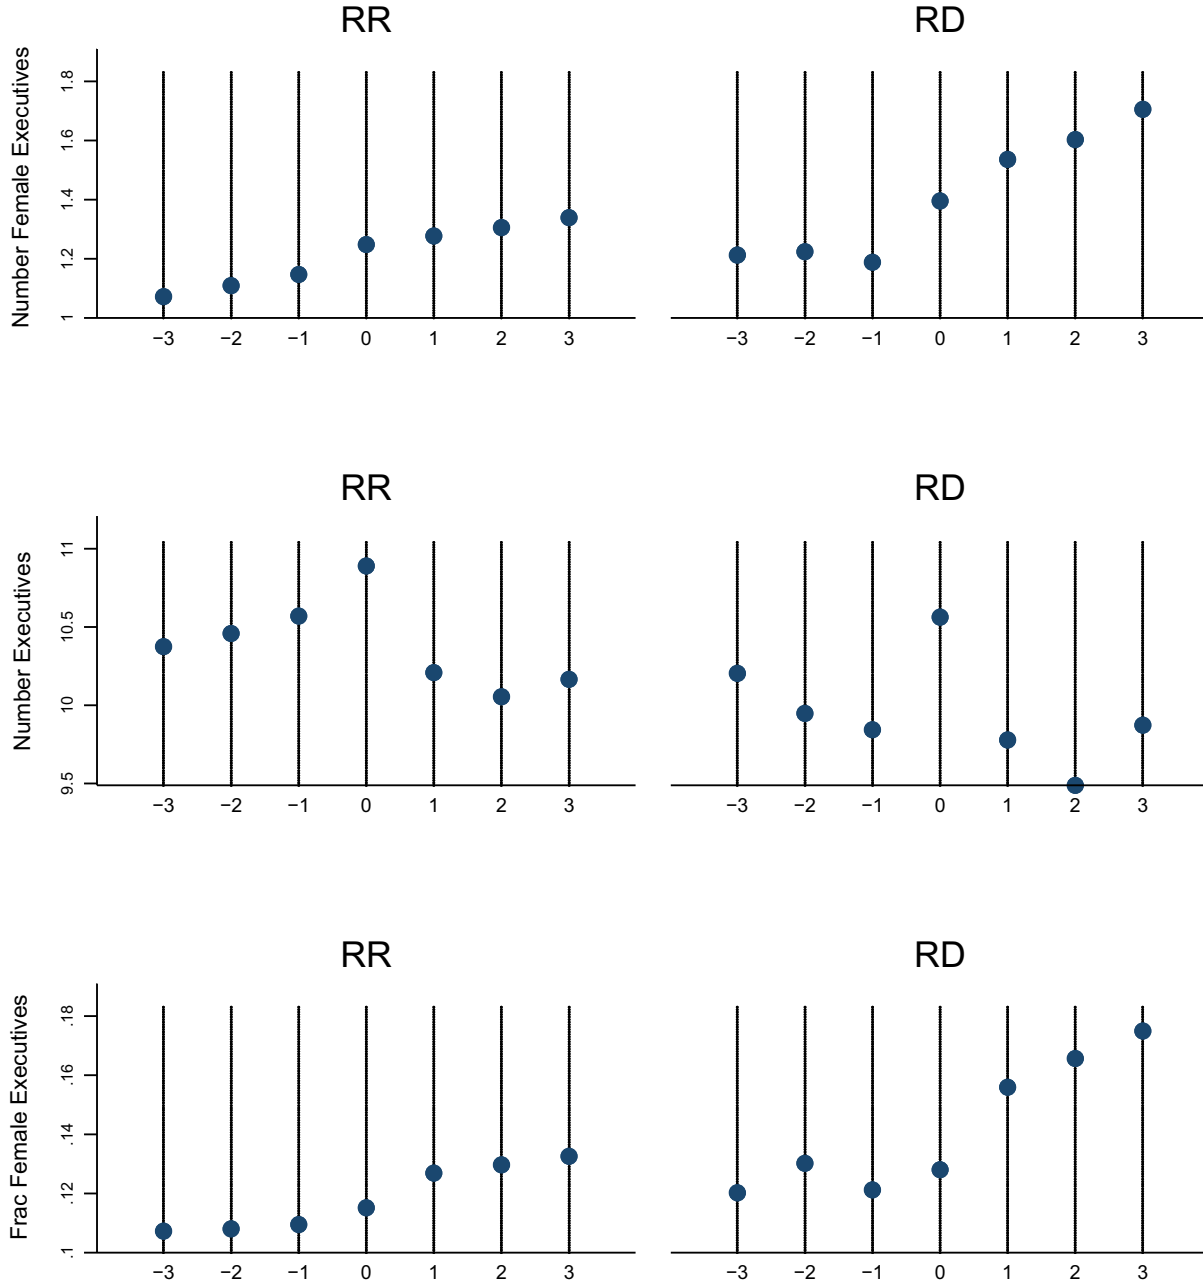 RR RD
Number Female Executives
1.8
1.6
1.4
1.2
1
−3 −2 −1 0 1 2 3 −3 −2 −1 0 1 2 3
RR RD
Number Executives
11
10.5
10
9.5
−3 −2 −1 0 1 2 3 −3 −2 −1 0 1 2 3
RR RD
Frac Female Executives
.18
.16
.14
.12
.1
−3 −2 −1 0 1 2 3 −3 −2 −1 0 1 2 3